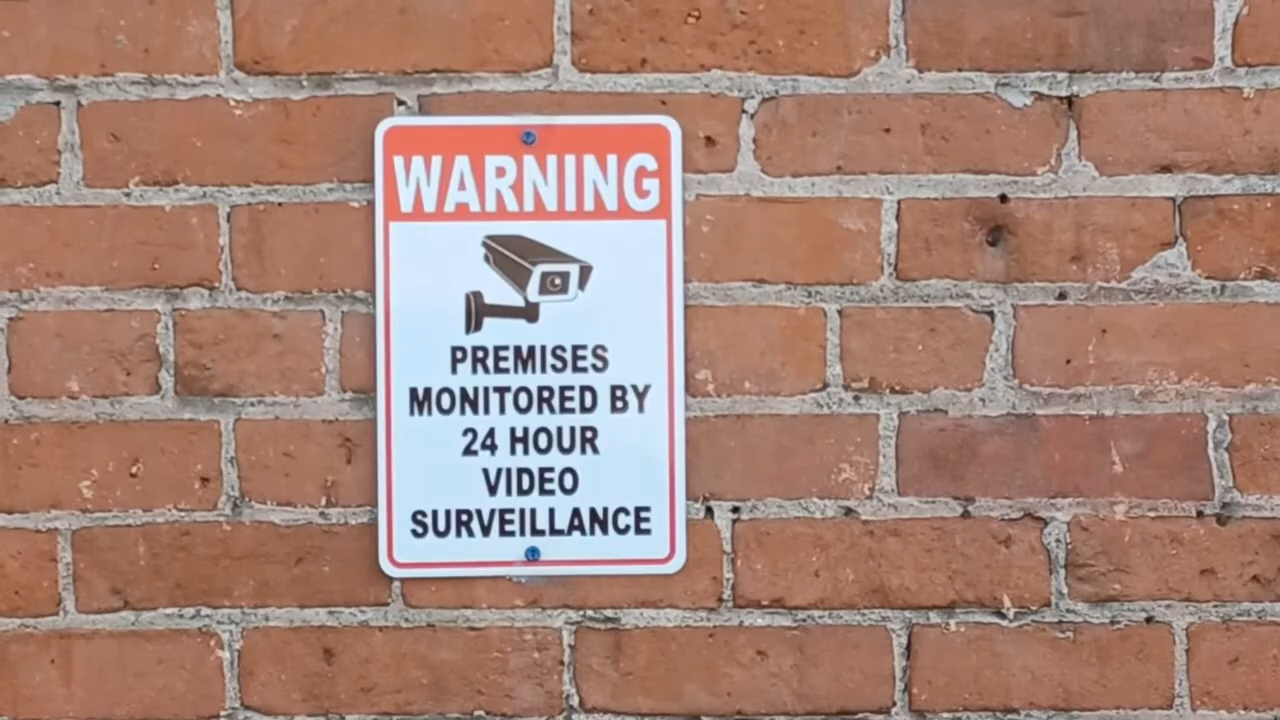 WARNING
PREMISES
MONITORED BY
24 HOUR
VIDEO
SURVEILLANCE